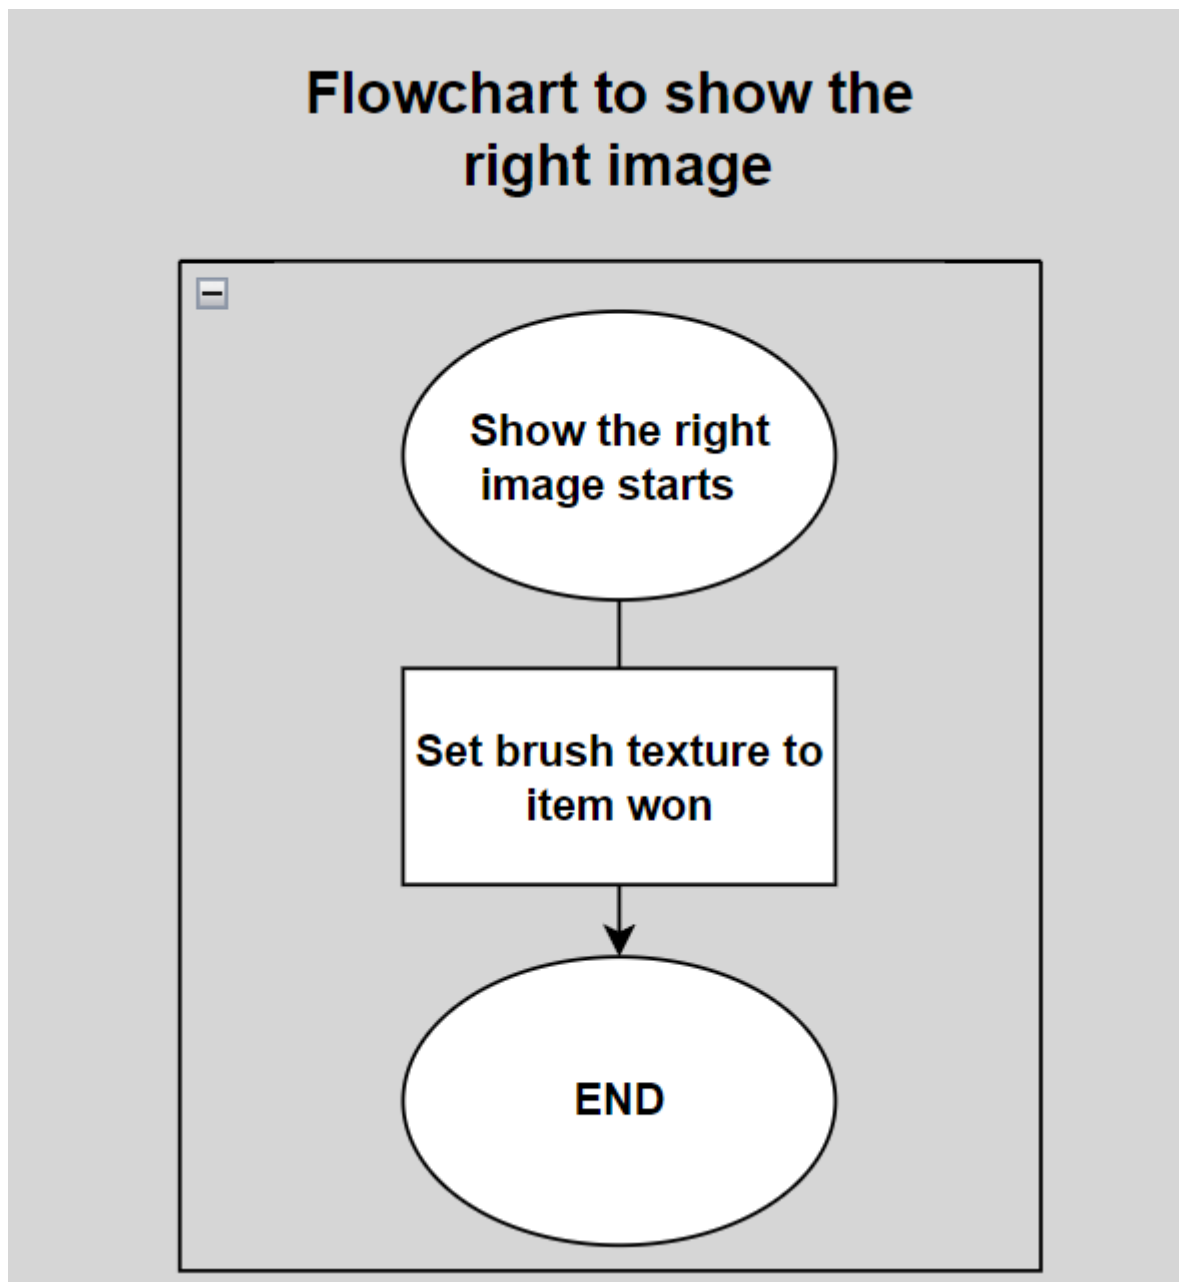 Flowchart to show the
right image
Show the right
image starts
Set brush texture to
item won
END